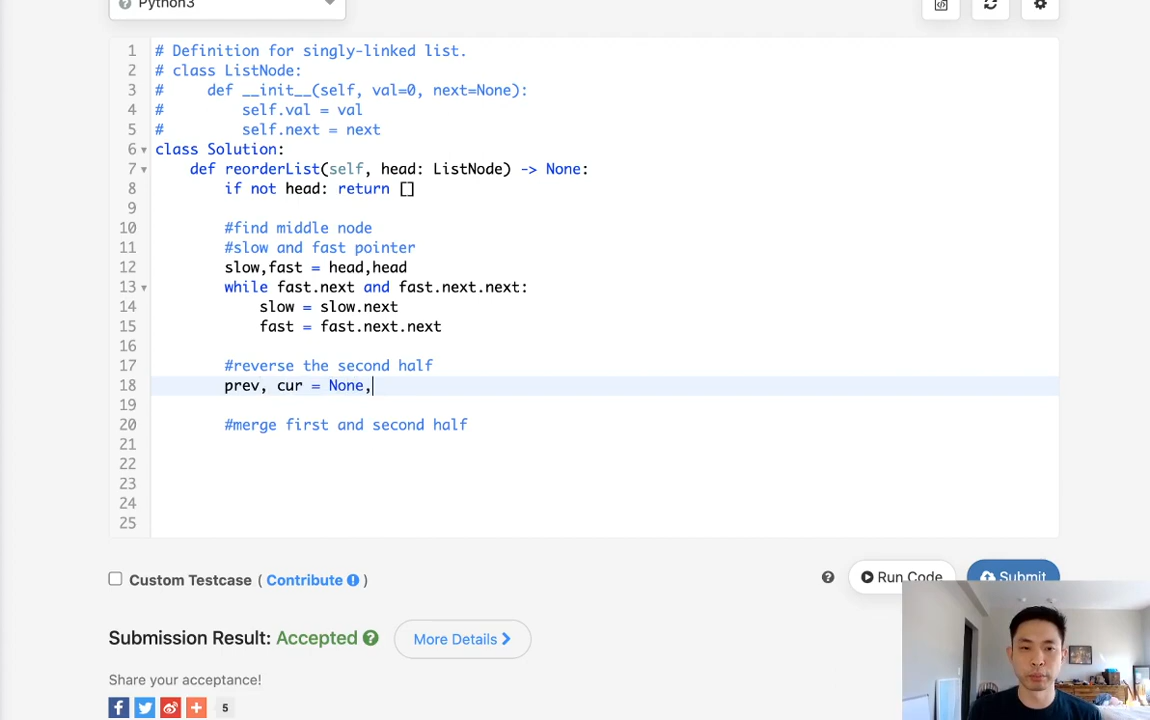 Python3
1 # Definition for singly-linked list.
2 # class ListNode:
3 #     def __init__(self, val=0, next=None):
4 #         self.val = val
5 #         self.next = next
6 class Solution:
7     def reorderList(self, head: ListNode) -> None:
8         if not head: return []
9
10         #find middle node
11         #slow and fast pointer
12         slow,fast = head,head
13         while fast.next and fast.next.next:
14             slow = slow.next
15             fast = fast.next.next
16
17         #reverse the second half
18         prev, cur = None,
19
20         #merge first and second half
21
22
23
24
25
Custom Testcase ( Contribute )
Run Code
Submit
Submission Result: Accepted
More Details
Share your acceptance!
5